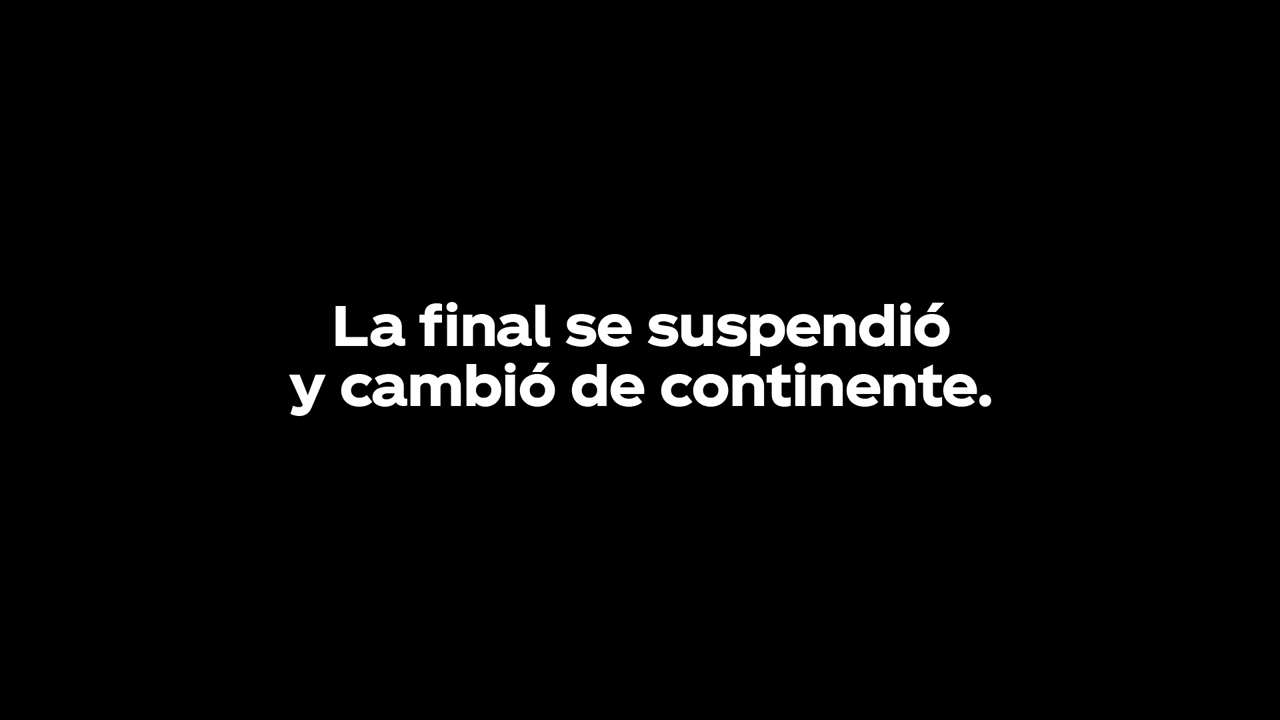 La final se suspendió
y cambió de continente.